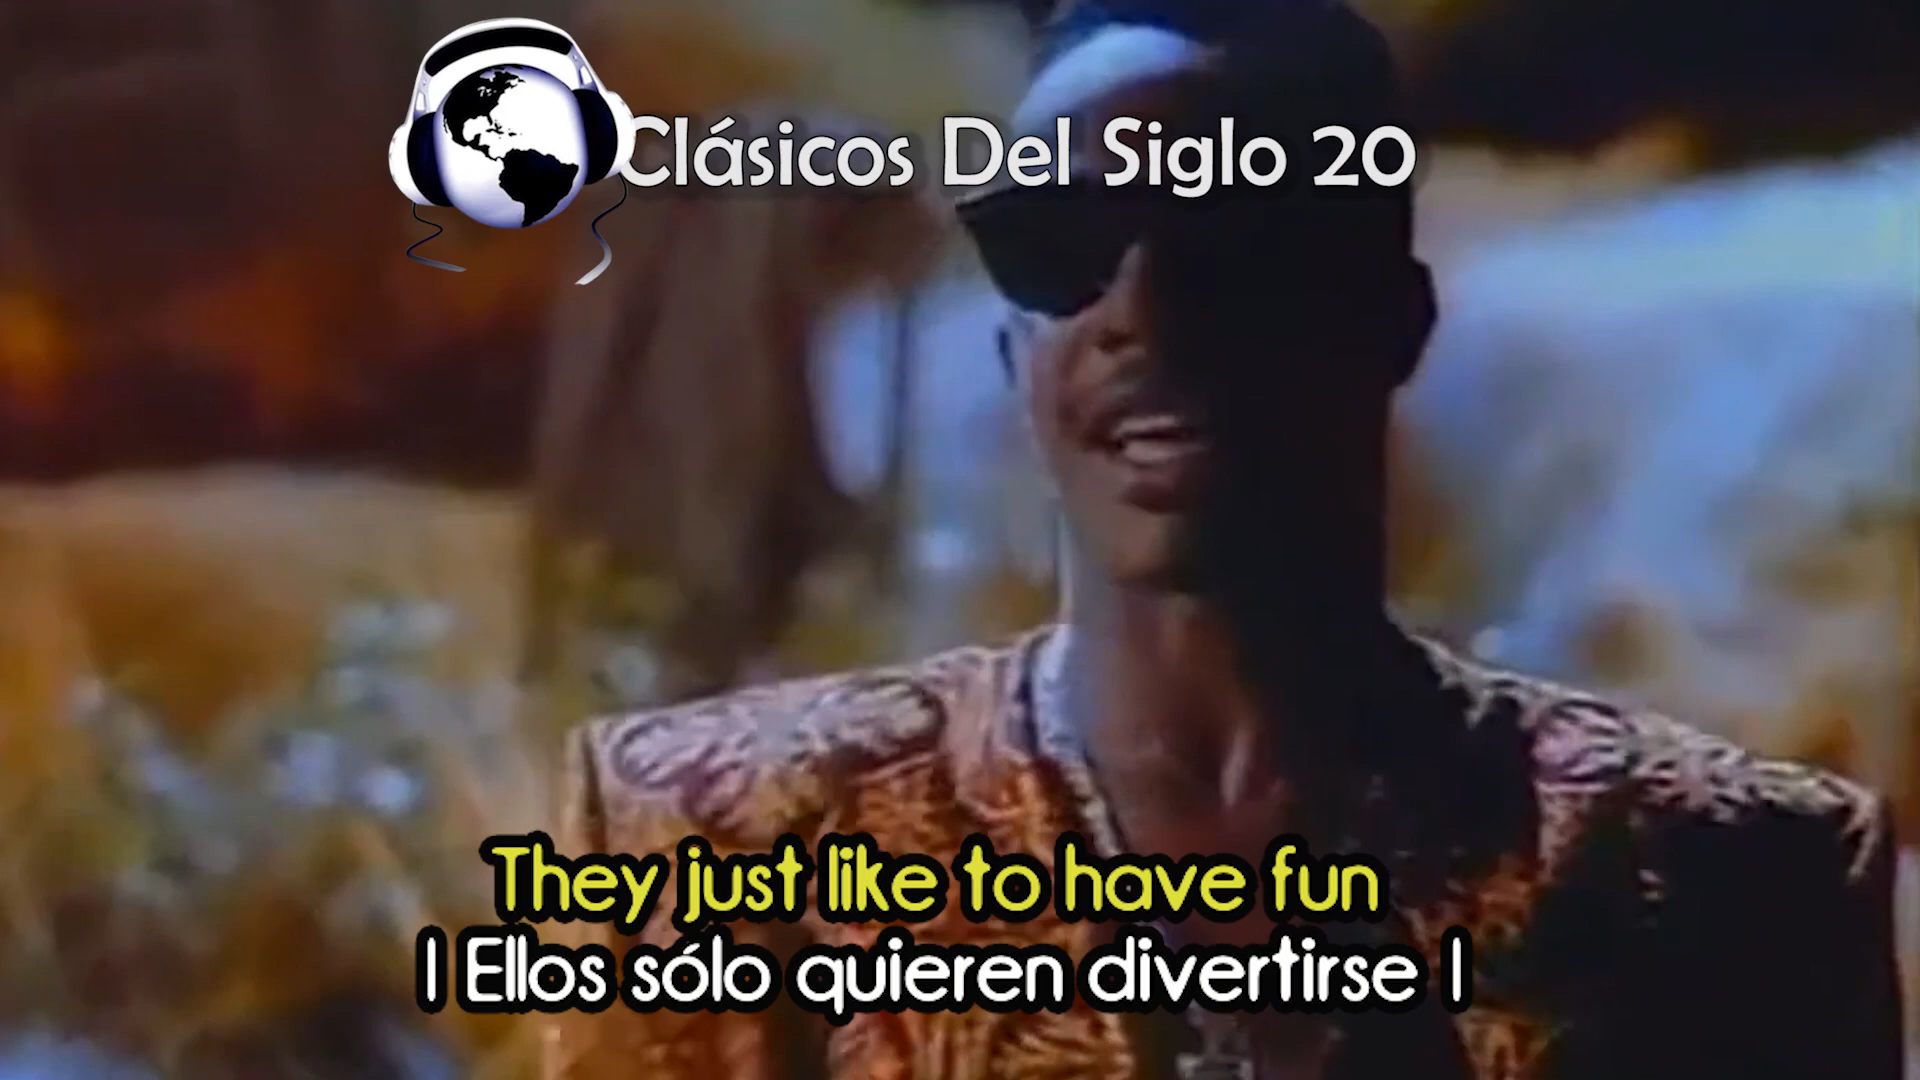 Clásicos Del Siglo 20
They just like to have fun
| Ellos sólo quieren divertirse |